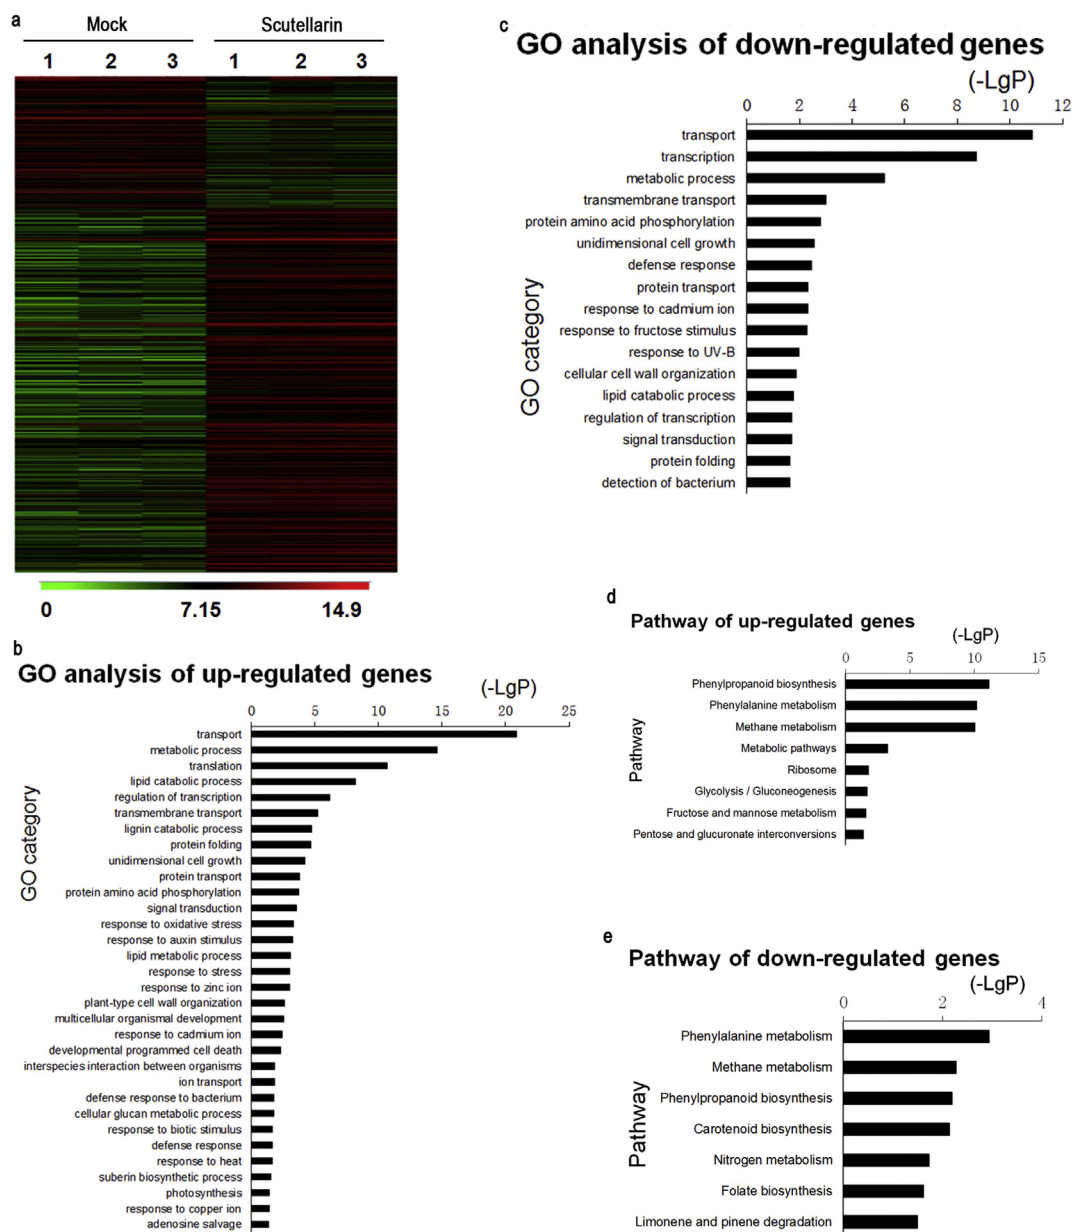 a
Mock
Scutellarin
1 2 3 1 2 3
0 7.15 14.9
b
GO analysis of up-regulated genes
(-LgP)
0 5 10 15 20 25
GO category
transport
metabolic process
translation
lipid catabolic process
regulation of transcription
transmembrane transport
lignin catabolic process
protein folding
unidimensional cell growth
protein transport
protein amino acid phosphorylation
signal transduction
response to oxidative stress
response to auxin stimulus
lipid metabolic process
response to stress
response to zinc ion
plant-type cell wall organization
multicellular organismal development
response to cadmium ion
developmental programmed cell death
interspecies interaction between organisms
ion transport
defense response to bacterium
cellular glucan metabolic process
response to biotic stimulus
defense response
response to heat
suberin biosynthetic process
photosynthesis
response to copper ion
adenosine salvage
c
GO analysis of down-regulated genes
(-LgP)
0 2 4 6 8 10 12
GO category
transport
transcription
metabolic process
transmembrane transport
protein amino acid phosphorylation
unidimensional cell growth
defense response
protein transport
response to cadmium ion
response to fructose stimulus
response to UV-B
cellular cell wall organization
lipid catabolic process
regulation of transcription
signal transduction
protein folding
detection of bacterium
d
Pathway of up-regulated genes
(-LgP)
0 5 10 15
Pathway
Phenylpropanoid biosynthesis
Phenylalanine metabolism
Methane metabolism
Metabolic pathways
Ribosome
Glycolysis / Gluconeogenesis
Fructose and mannose metabolism
Pentose and glucuronate interconversions
e
Pathway of down-regulated genes
(-LgP)
0 2 4
Pathway
Phenylalanine metabolism
Methane metabolism
Phenylpropanoid biosynthesis
Carotenoid biosynthesis
Nitrogen metabolism
Folate biosynthesis
Limonene and pinene degradation